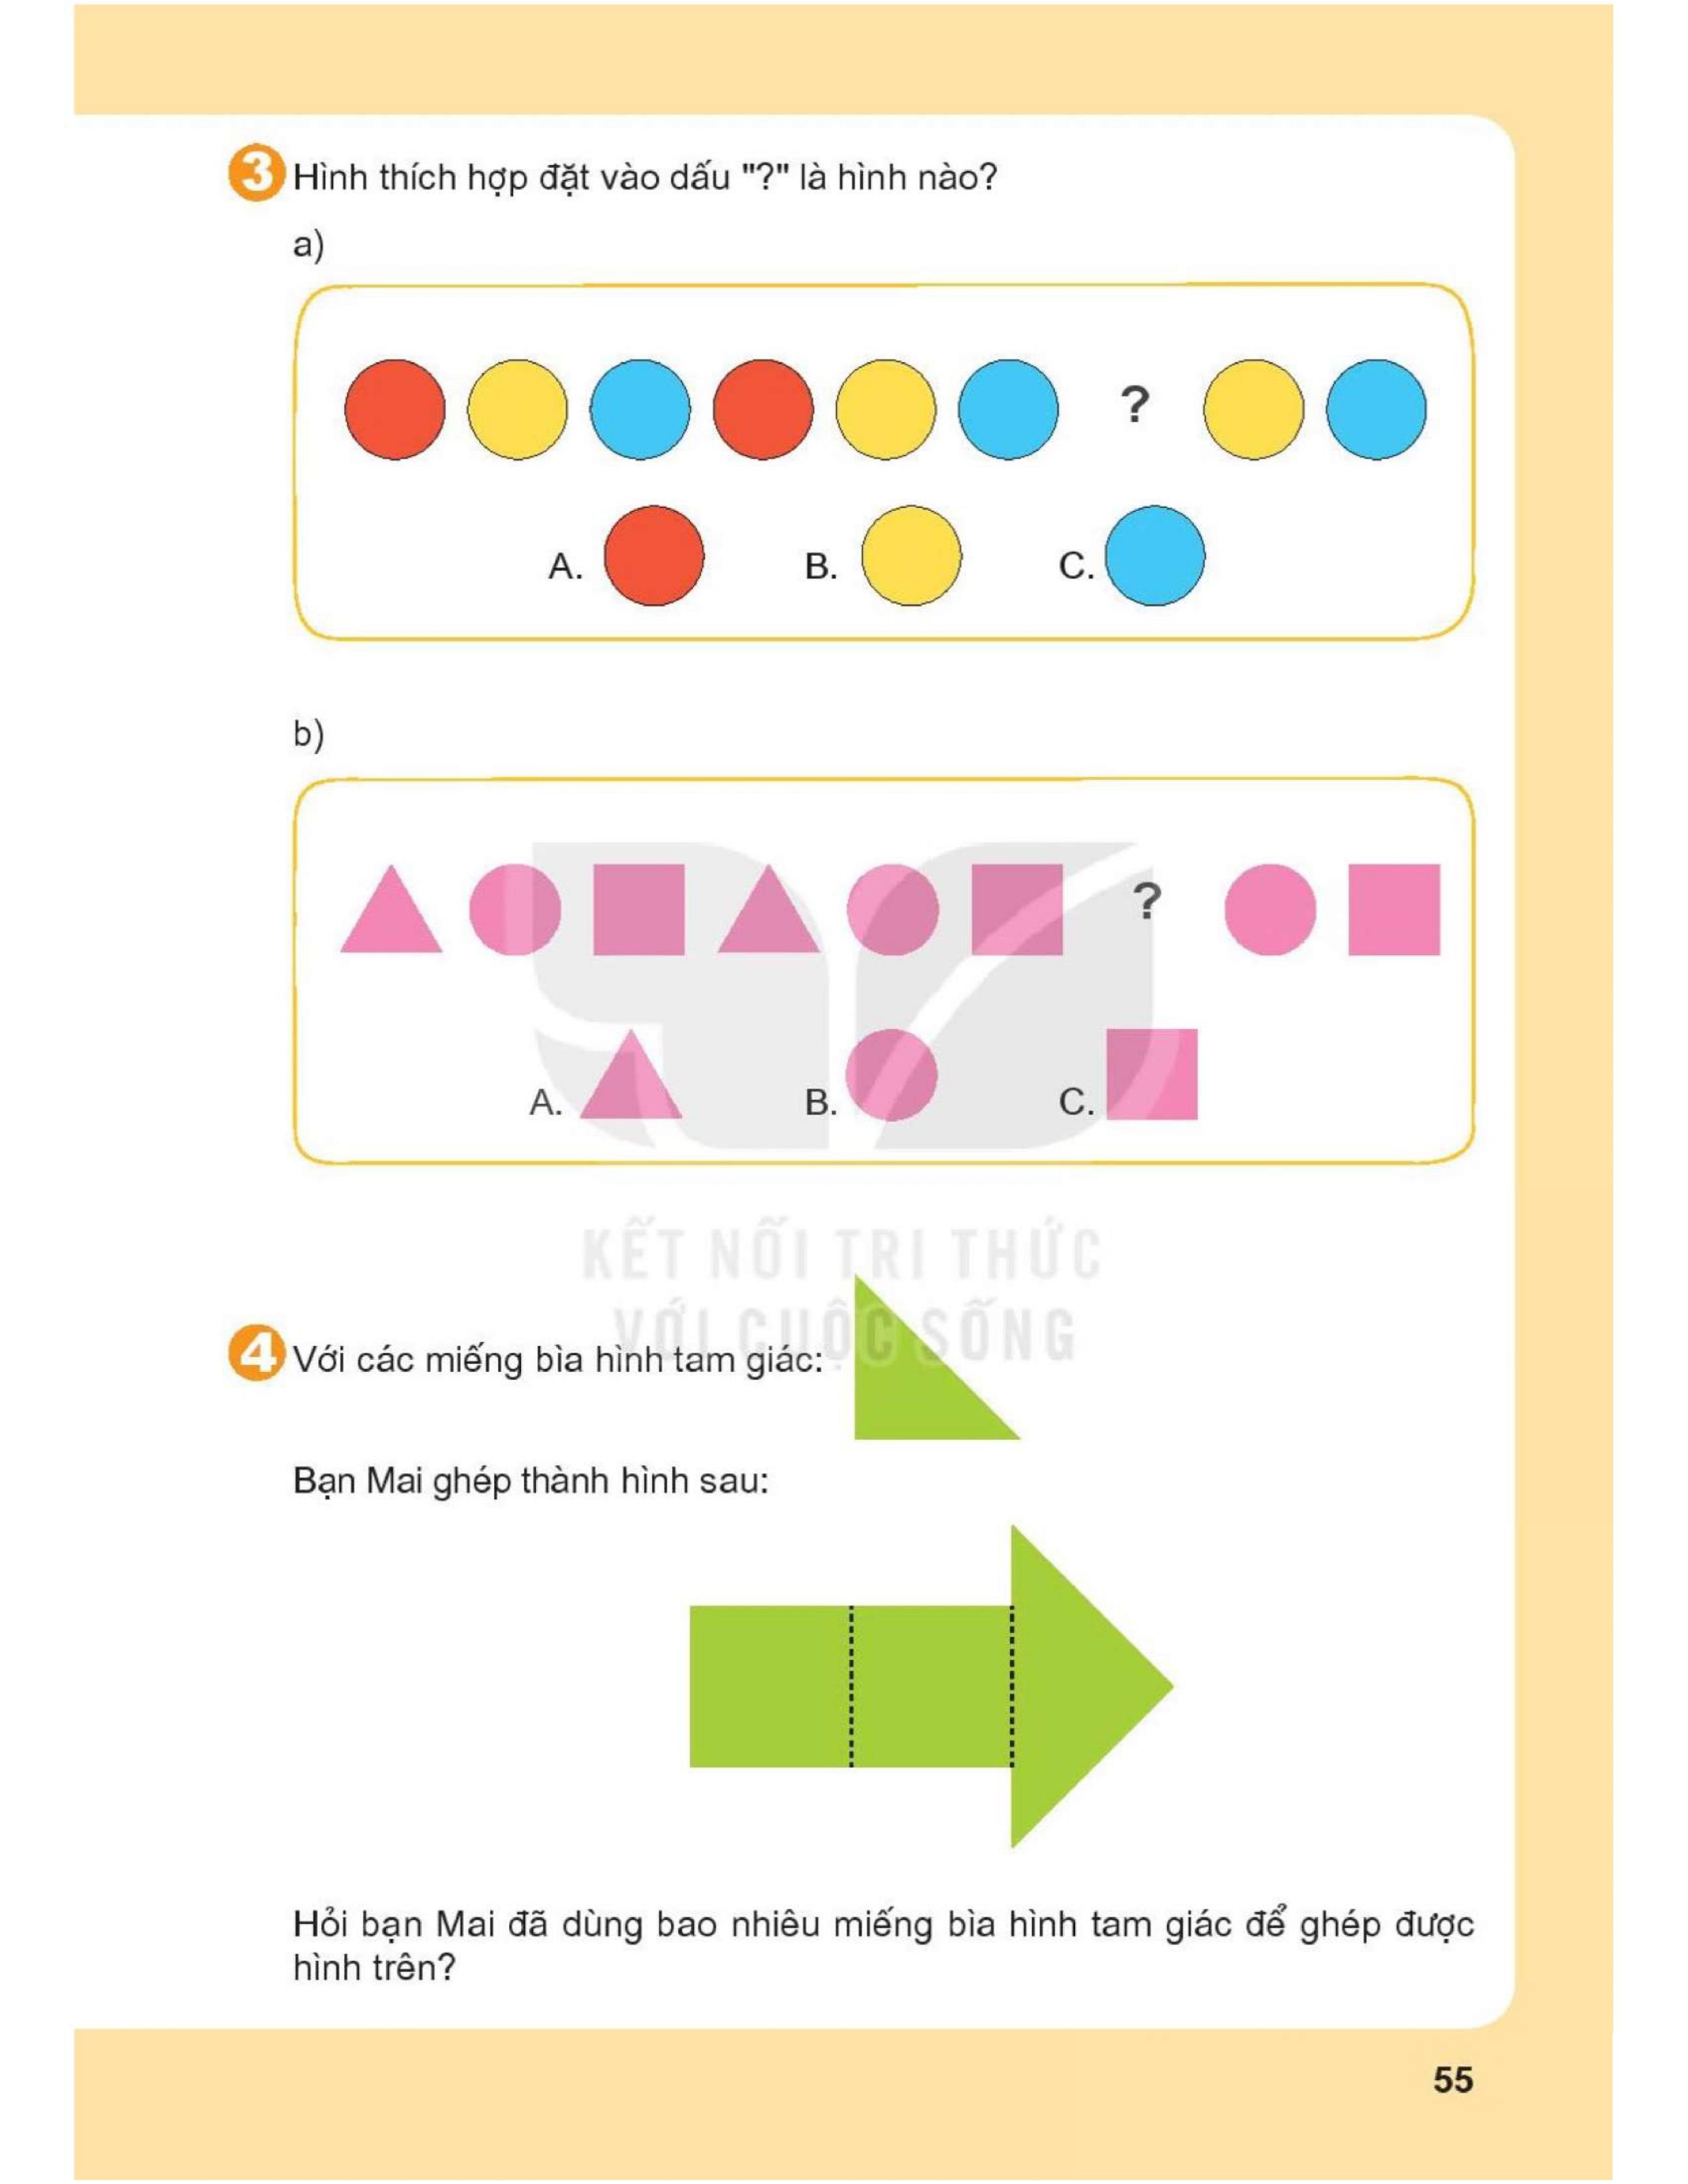 3 Hình thích hợp đặt vào dấu "?" là hình nào?
a)
?
A.
B.
C.
b)
?
A.
B.
C.
KẾT NỐI TRI THỨC
VỚI CUỘC SỐNG
4 Với các miếng bìa hình tam giác:
Bạn Mai ghép thành hình sau:
Hỏi bạn Mai đã dùng bao nhiêu miếng bìa hình tam giác để ghép được
hình trên?
55